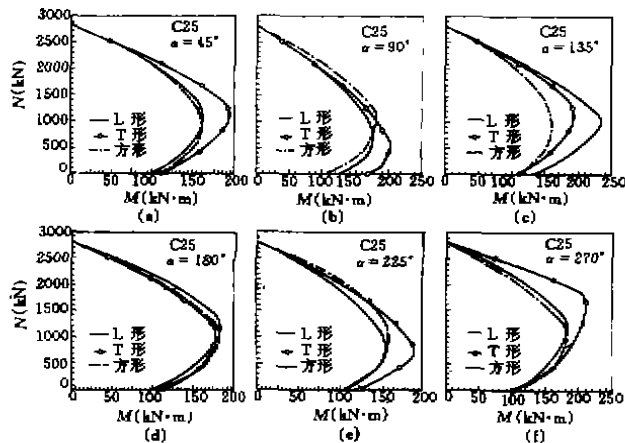 3000
2500
2000
1500
1000
500
0
N(kN)
C25
α = 45°
L 形
T 形
方形
0 50 100 150 200
M(kN·m)
(a)
C25
α = 90°
L 形
T 形
方形
0 50 100 150 200 250
M(kN·m)
(b)
C25
α = 135°
L 形
T 形
方形
0 50 100 150 200 250
M(kN·m)
(c)
3000
2500
2000
1500
1000
500
0
N(kN)
C25
α = 180°
L 形
T 形
方形
0 50 100 150 200
M(kN·m)
(d)
C25
α = 225°
L 形
T 形
方形
0 50 100 150 200
M(kN·m)
(e)
C25
α = 270°
L 形
T 形
方形
0 50 100 150 200 250
M(kN·m)
(f)